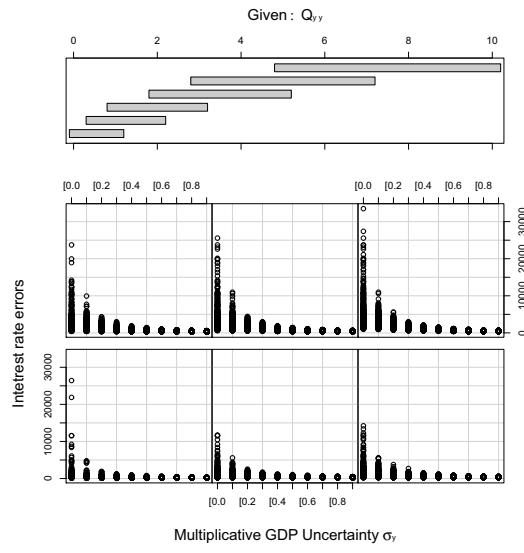 Given : Q_yy
0 2 4 6 8 10
[0.0 [0.2 [0.4 [0.6 [0.8 [0.0 [0.2 [0.4 [0.6 [0.8
0 10000 20000 30000
Intetrest rate errors
0 10000 20000 30000
[0.0 [0.2 [0.4 [0.6 [0.8
Multiplicative GDP Uncertainty σ_y